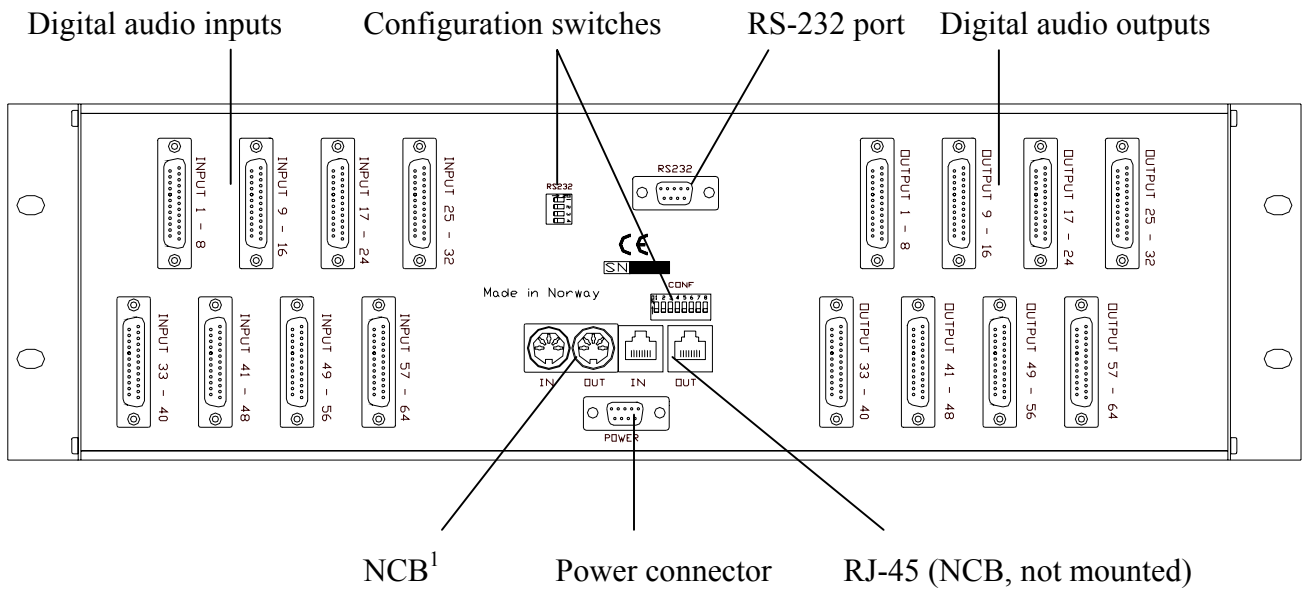 Digital audio inputs
Configuration switches
RS-232 port
Digital audio outputs
INPUT 1 - 8
INPUT 9 - 16
INPUT 17 - 24
INPUT 25 - 32
RS232
1 2 3 4
RS232
OUTPUT 1 - 8
OUTPUT 9 - 16
OUTPUT 17 - 24
OUTPUT 25 - 32
CE
SN
Made in Norway
CONF
1 2 3 4 5 6 7 8
INPUT 33 - 40
INPUT 41 - 48
INPUT 49 - 56
INPUT 57 - 64
IN
OUT
IN
OUT
POWER
OUTPUT 33 - 40
OUTPUT 41 - 48
OUTPUT 49 - 56
OUTPUT 57 - 64
NCB¹
Power connector
RJ-45 (NCB, not mounted)